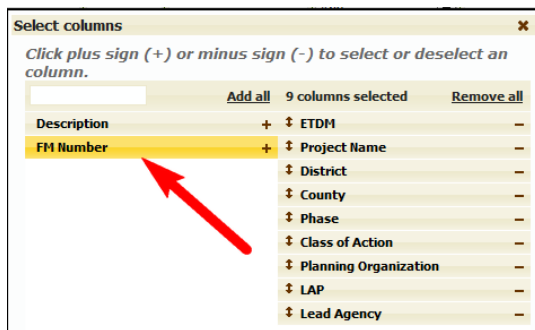 Select columns ✖
Click plus sign (+) or minus sign (-) to select or deselect an
column.
Add all 9 columns selected Remove all
Description + ↕ ETDM –
FM Number + ↕ Project Name –
↕ District –
↕ County –
↕ Phase –
↕ Class of Action –
↕ Planning Organization –
↕ LAP –
↕ Lead Agency –